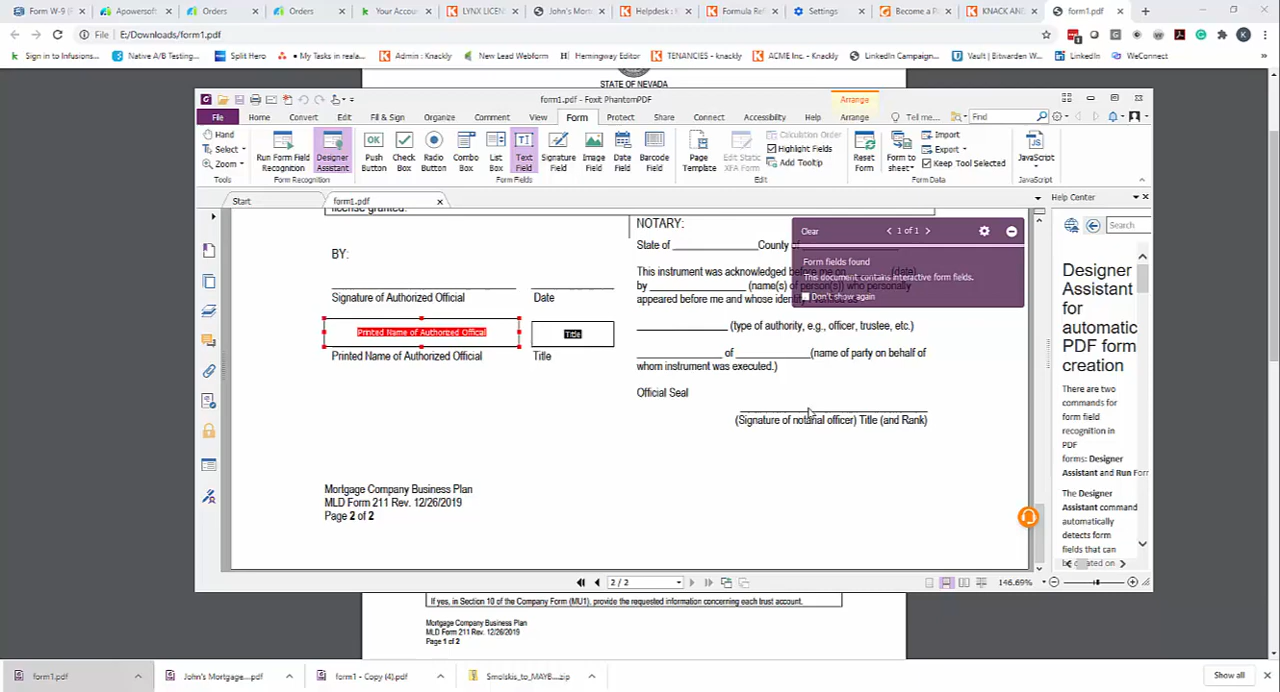 Form W-9 (F
Apowersoft
Orders
Orders
Your Accou
LYNX LICEN
John's Mort
Helpdesk : K
Formula Re
Settings
Become a P
KNACK AND
form1.pdf
File
E:/Downloads/form1.pdf
Sign in to Infusions...
Native A/B Testing...
Split Hero
My Tasks in reala...
Admin : Knackly
New Lead Webform
Hemingway Editor
TENANCIES - knackly
ACME Inc. - Knackly
LinkedIn Campaign...
Vault | Bitwarden W...
LinkedIn
WeConnect
STATE OF NEVADA
form1.pdf - Foxit PhantomPDF
Arrange
File
Home
Convert
Edit
Fill & Sign
Organize
Comment
View
Form
Protect
Share
Connect
Accessibility
Help
Arrange
Tell me...
Find
Hand
Select
Zoom
Tools
Run Form Field Recognition
Designer Assistant
Form Recognition
Push Button
Check Box
Radio Button
Combo Box
List Box
Text Field
Signature Field
Image Field
Date Field
Barcode Field
Form Fields
Page Template
Edit Static XFA Form
Calculation Order
Highlight Fields
Add Tooltip
Edit
Reset Form
Form to sheet
Import
Export
Keep Tool Selected
Form Data
JavaScript
JavaScript
Start
form1.pdf
Help Center
license granted.
BY:
Signature of Authorized Official
Date
Printed Name of Authorized Official
Title
Printed Name of Authorized Official
Title
NOTARY:
State of _______________County of
This instrument was acknowledged before me on ________ (date)
by _________________ (name(s) of person(s)) who personally
appeared before me and whose identity I verified as
________________ (type of authority, e.g., officer, trustee, etc.)
_______________ of _____________(name of party on behalf of
whom instrument was executed.)
Official Seal
(Signature of notarial officer) Title (and Rank)
Clear
1 of 1
Form fields found
This document contains interactive form fields.
Don't show again
Search
Designer
Assistant
for
automatic
PDF form
creation
There are two
commands for
form field
recognition in
PDF
forms: Designer
Assistant and Run Forr
The Designer
Assistant command
automatically
detects form
fields that can
be created on
Mortgage Company Business Plan
MLD Form 211 Rev. 12/26/2019
Page 2 of 2
2 / 2
146.69%
If yes, in Section 10 of the Company Form (MU1), provide the requested information concerning each trust account.
Mortgage Company Business Plan
MLD Form 211 Rev. 12/26/2019
Page 1 of 2
form1.pdf
John's Mortgage....pdf
form1 - Copy (4).pdf
Smolskis_to_MAYB....zip
Show all